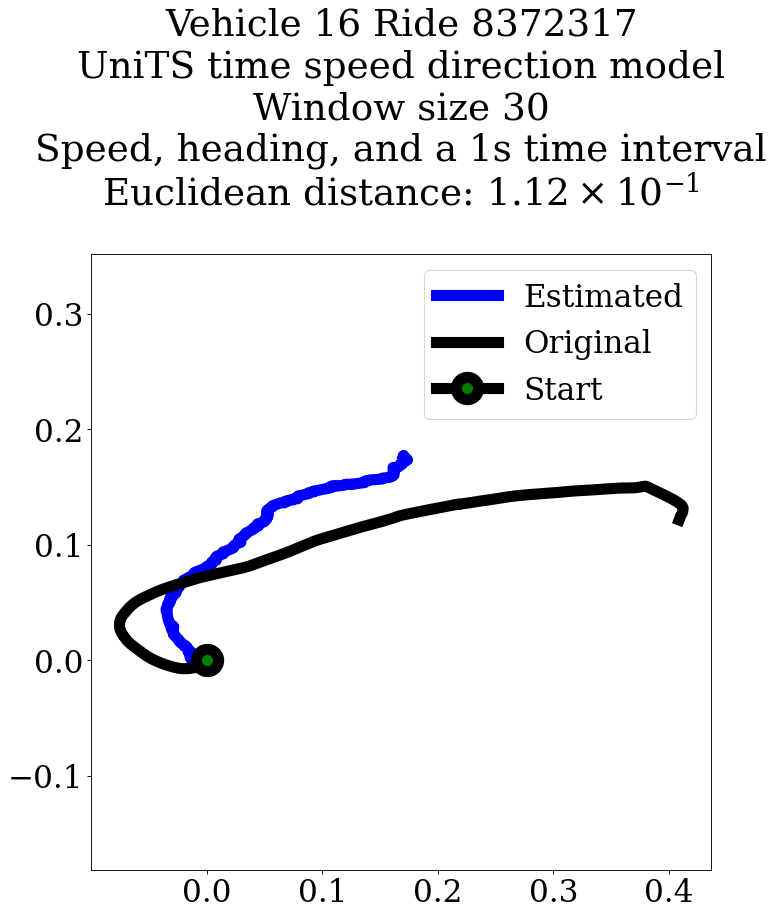 Vehicle 16 Ride 8372317
UniTS time speed direction model
Window size 30
Speed, heading, and a 1s time interval
Euclidean distance: 1.12 × 10⁻¹
Estimated
Original
Start
0.3
0.2
0.1
0.0
−0.1
0.0 0.1 0.2 0.3 0.4